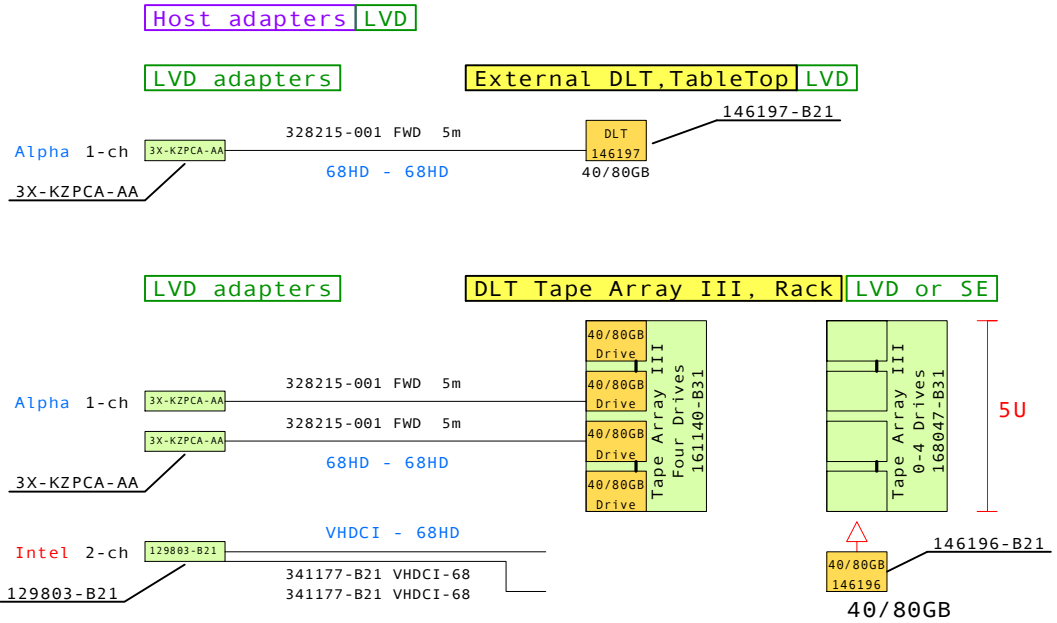 Host adapters LVD
LVD adapters
External DLT,TableTop LVD
146197-B21
328215-001 FWD 5m
DLT
146197
Alpha 1-ch
3X-KZPCA-AA
68HD - 68HD
40/80GB
3X-KZPCA-AA
LVD adapters
DLT Tape Array III, Rack LVD or SE
40/80GB
Drive
40/80GB
Drive
40/80GB
Drive
40/80GB
Drive
Tape Array III
Four Drives
161140-B31
Tape Array III
0-4 Drives
168047-B31
5U
328215-001 FWD 5m
Alpha 1-ch
3X-KZPCA-AA
328215-001 FWD 5m
3X-KZPCA-AA
68HD - 68HD
3X-KZPCA-AA
VHDCI - 68HD
Intel 2-ch
129803-B21
341177-B21 VHDCI-68
341177-B21 VHDCI-68
129803-B21
146196-B21
40/80GB
146196
40/80GB